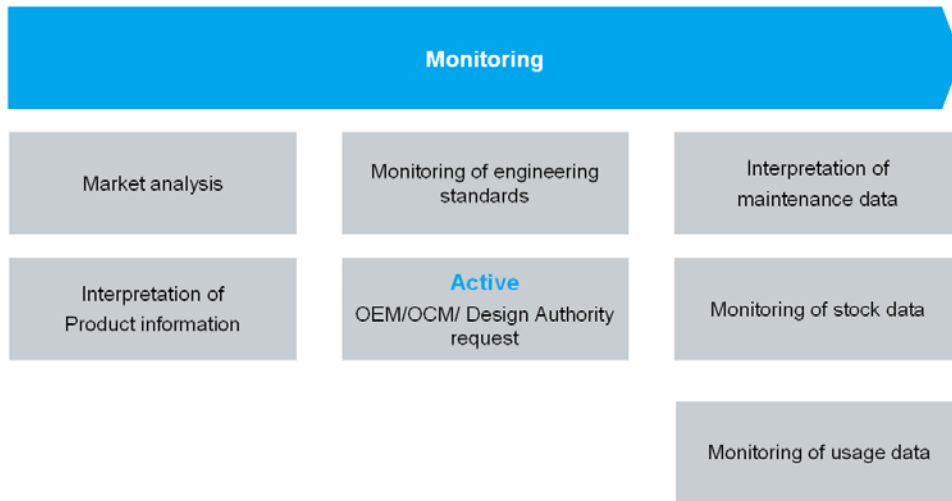 Monitoring
Market analysis
Monitoring of engineering
standards
Interpretation of
maintenance data
Interpretation of
Product information
Active
OEM/OCM/ Design Authority
request
Monitoring of stock data
Monitoring of usage data